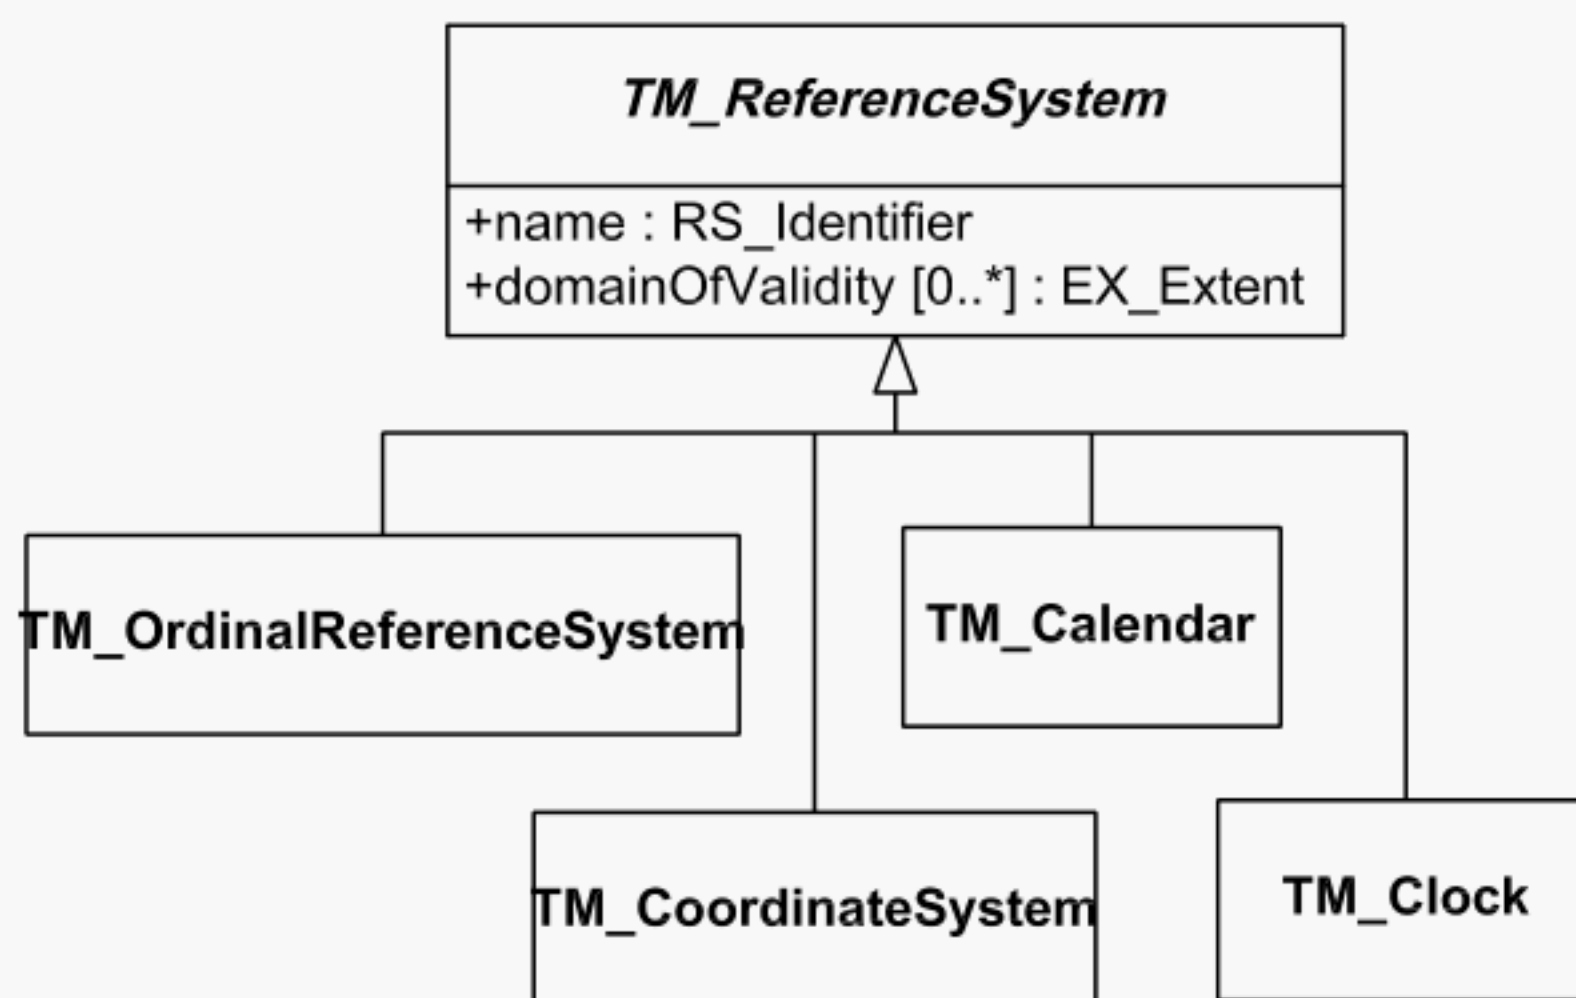 TM_ReferenceSystem
+name : RS_Identifier
+domainOfValidity [0..*] : EX_Extent
TM_OrdinalReferenceSystem
TM_Calendar
TM_CoordinateSystem
TM_Clock